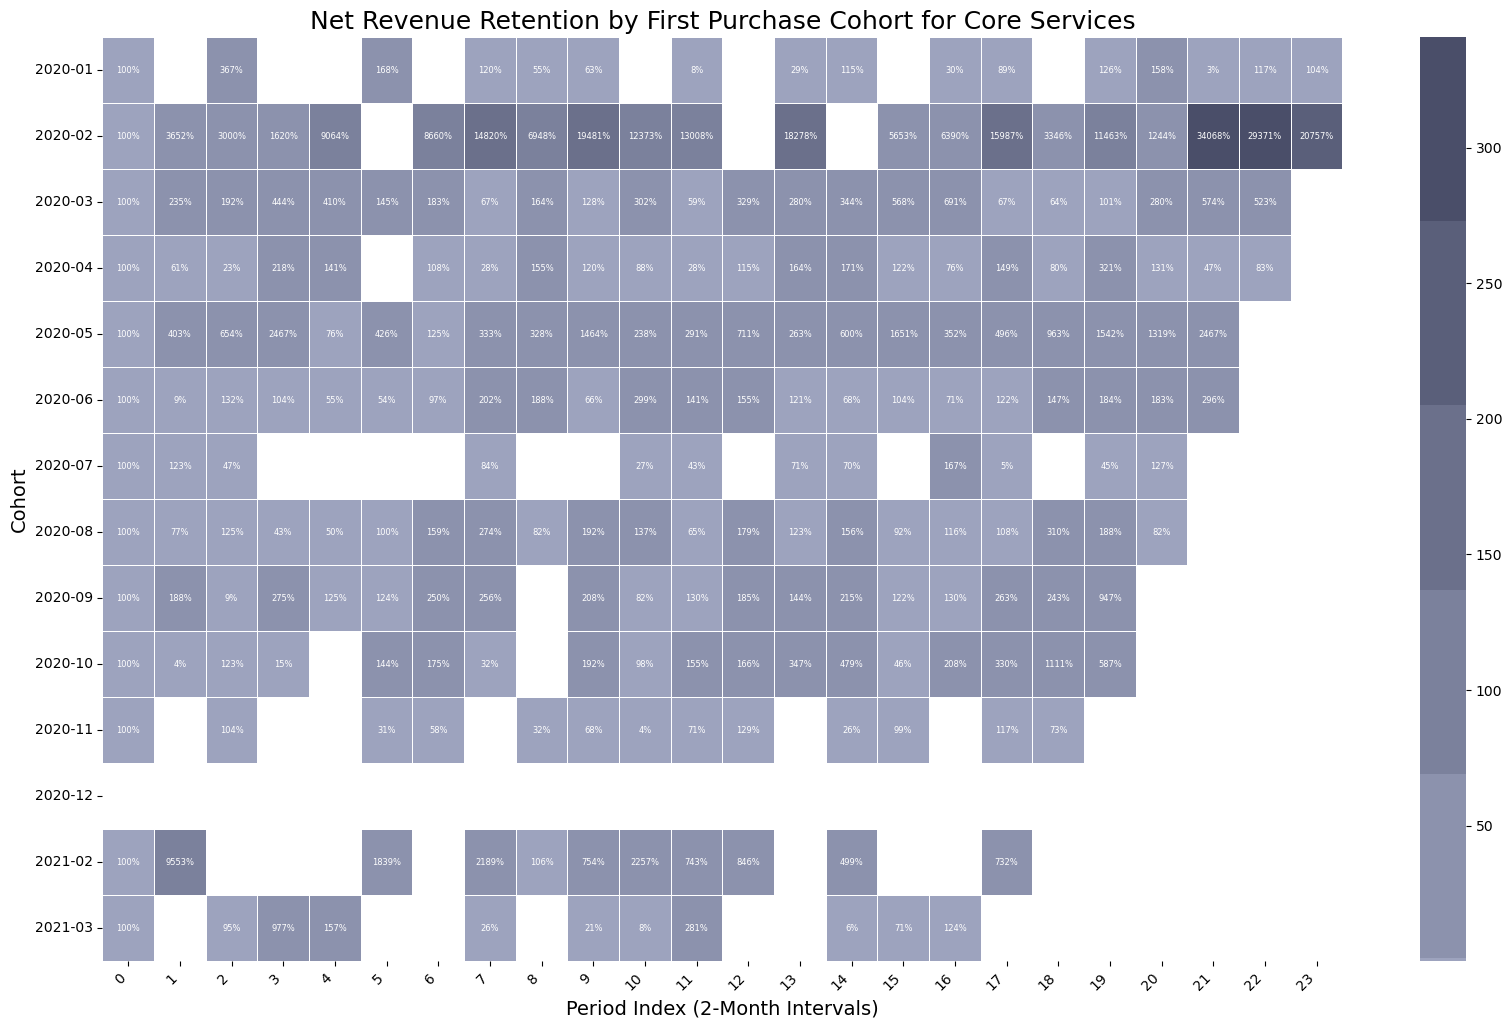 Net Revenue Retention by First Purchase Cohort for Core Services
2020-01 100% 367% 168% 120% 55% 63% 8% 29% 115% 30% 89% 126% 158% 3% 117% 104%
2020-02 100% 3652% 3000% 1620% 9064% 8660% 14820% 6948% 19481% 12373% 13008% 18278% 5653% 6390% 15987% 3346% 11463% 1244% 34068% 29371% 20757%
2020-03 100% 235% 192% 444% 410% 145% 183% 67% 164% 128% 302% 59% 329% 280% 344% 568% 691% 67% 64% 101% 280% 574% 523%
2020-04 100% 61% 23% 218% 141% 108% 28% 155% 120% 88% 28% 115% 164% 171% 122% 76% 149% 80% 321% 131% 47% 83%
2020-05 100% 403% 654% 2467% 76% 426% 125% 333% 328% 1464% 238% 291% 711% 263% 600% 1651% 352% 496% 963% 1542% 1319% 2467%
2020-06 100% 9% 132% 104% 55% 54% 97% 202% 188% 66% 299% 141% 155% 121% 68% 104% 71% 122% 147% 184% 183% 296%
2020-07 100% 123% 47% 84% 27% 43% 71% 70% 167% 5% 45% 127%
2020-08 100% 77% 125% 43% 50% 100% 159% 274% 82% 192% 137% 65% 179% 123% 156% 92% 116% 108% 310% 188% 82%
2020-09 100% 188% 9% 275% 125% 124% 250% 256% 208% 82% 130% 185% 144% 215% 122% 130% 263% 243% 947%
2020-10 100% 4% 123% 15% 144% 175% 32% 192% 98% 155% 166% 347% 479% 46% 208% 330% 1111% 587%
2020-11 100% 104% 31% 58% 32% 68% 4% 71% 129% 26% 99% 117% 73%
2020-12
2021-02 100% 9553% 1839% 2189% 106% 754% 2257% 743% 846% 499% 732%
2021-03 100% 95% 977% 157% 26% 21% 8% 281% 6% 71% 124%
0 1 2 3 4 5 6 7 8 9 10 11 12 13 14 15 16 17 18 19 20 21 22 23
Period Index (2-Month Intervals)
Cohort
300
250
200
150
100
50